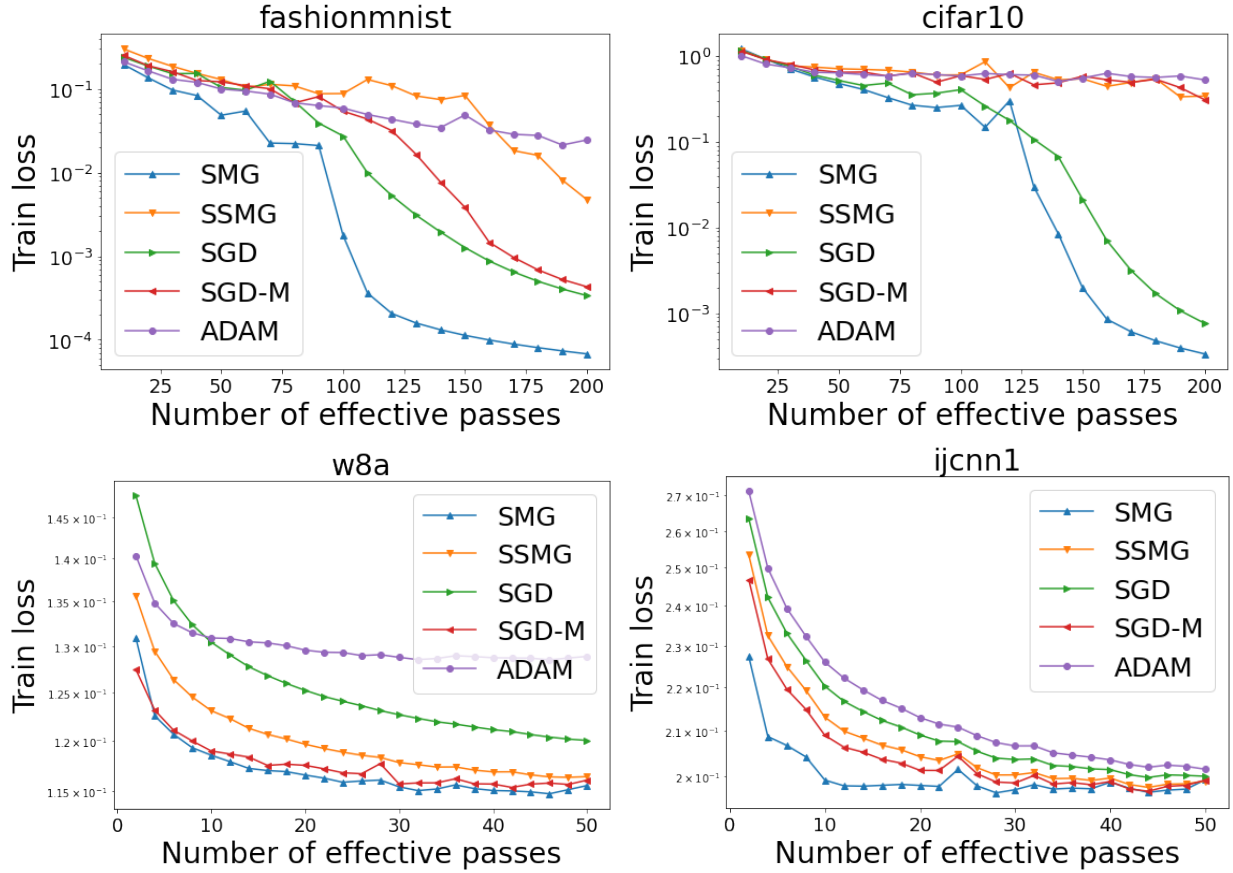 fashionmnist
Train loss
10⁻¹
10⁻²
10⁻³
10⁻⁴
SMG
SSMG
SGD
SGD-M
ADAM
25 50 75 100 125 150 175 200
Number of effective passes
cifar10
Train loss
10⁰
10⁻¹
10⁻²
10⁻³
SMG
SSMG
SGD
SGD-M
ADAM
0 25 50 75 100 125 150 175 200
Number of effective passes
w8a
Train loss
1.45 × 10⁻¹
1.4 × 10⁻¹
1.35 × 10⁻¹
1.3 × 10⁻¹
1.25 × 10⁻¹
1.2 × 10⁻¹
1.15 × 10⁻¹
SMG
SSMG
SGD
SGD-M
ADAM
0 10 20 30 40 50
Number of effective passes
ijcnn1
Train loss
2.7 × 10⁻¹
2.6 × 10⁻¹
2.5 × 10⁻¹
2.4 × 10⁻¹
2.3 × 10⁻¹
2.2 × 10⁻¹
2.1 × 10⁻¹
2 × 10⁻¹
SMG
SSMG
SGD
SGD-M
ADAM
0 10 20 30 40 50
Number of effective passes